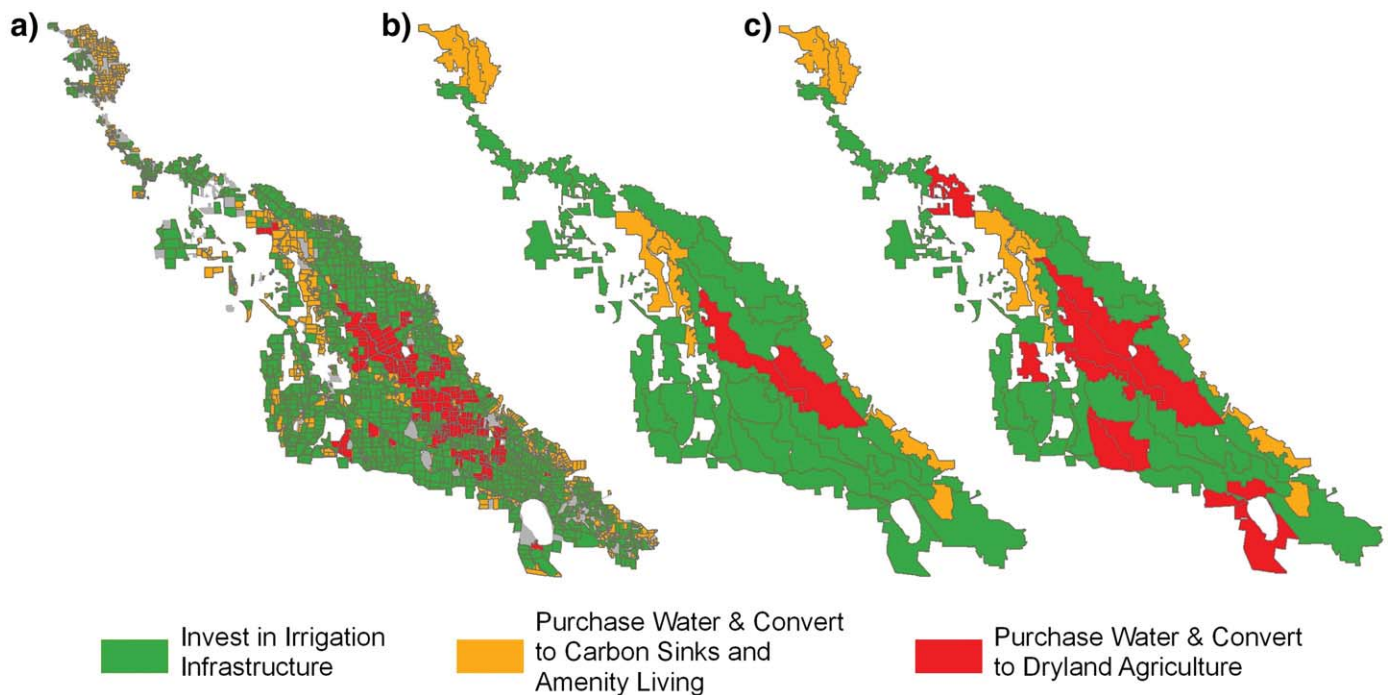 a)
b)
c)
Invest in Irrigation
Infrastructure
Purchase Water & Convert
to Carbon Sinks and
Amenity Living
Purchase Water & Convert
to Dryland Agriculture